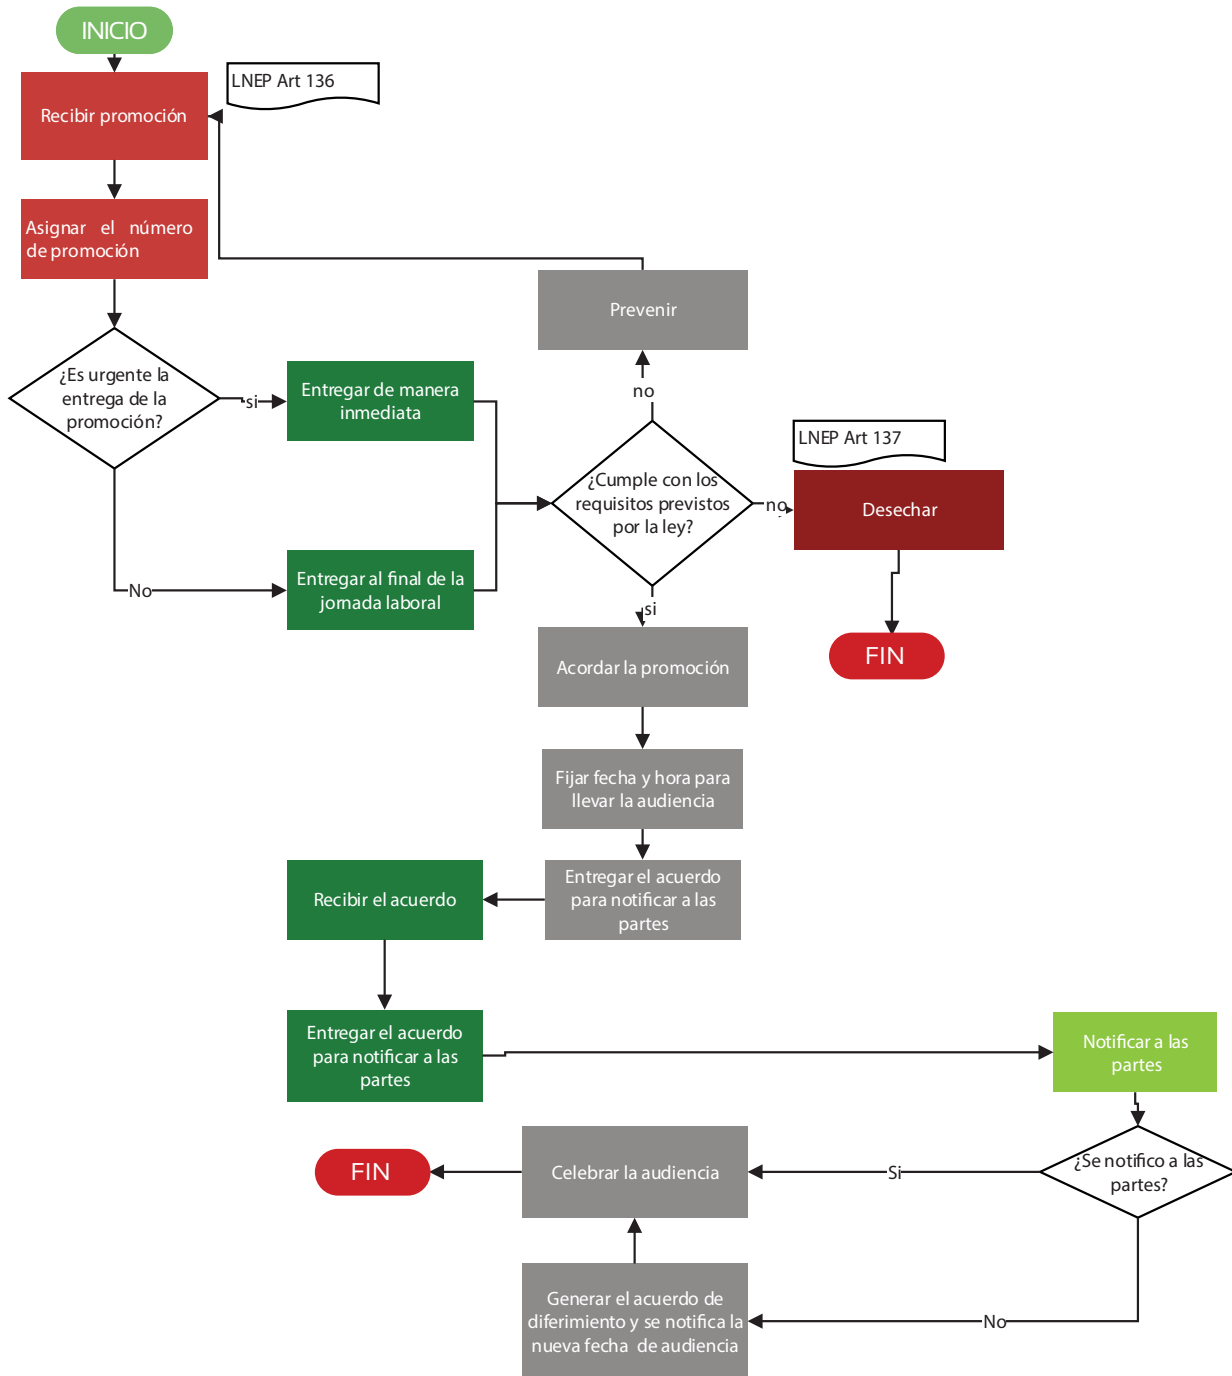 INICIO
LNEP Art 136
Recibir promoción
Asignar el número
de promoción
Prevenir
¿Es urgente la
entrega de la
promoción?
si
Entregar de manera
inmediata
no
LNEP Art 137
¿Cumple con los
requisitos previstos
por la ley?
no
Desechar
No
Entregar al final de la
jornada laboral
si
FIN
Acordar la promoción
Fijar fecha y hora para
llevar la audiencia
Entregar el acuerdo
para notificar a las
partes
Recibir el acuerdo
Entregar el acuerdo
para notificar a las
partes
Notificar a las
partes
¿Se notifico a las
partes?
Si
Celebrar la audiencia
FIN
No
Generar el acuerdo de
diferimiento y se notifica la
nueva fecha de audiencia